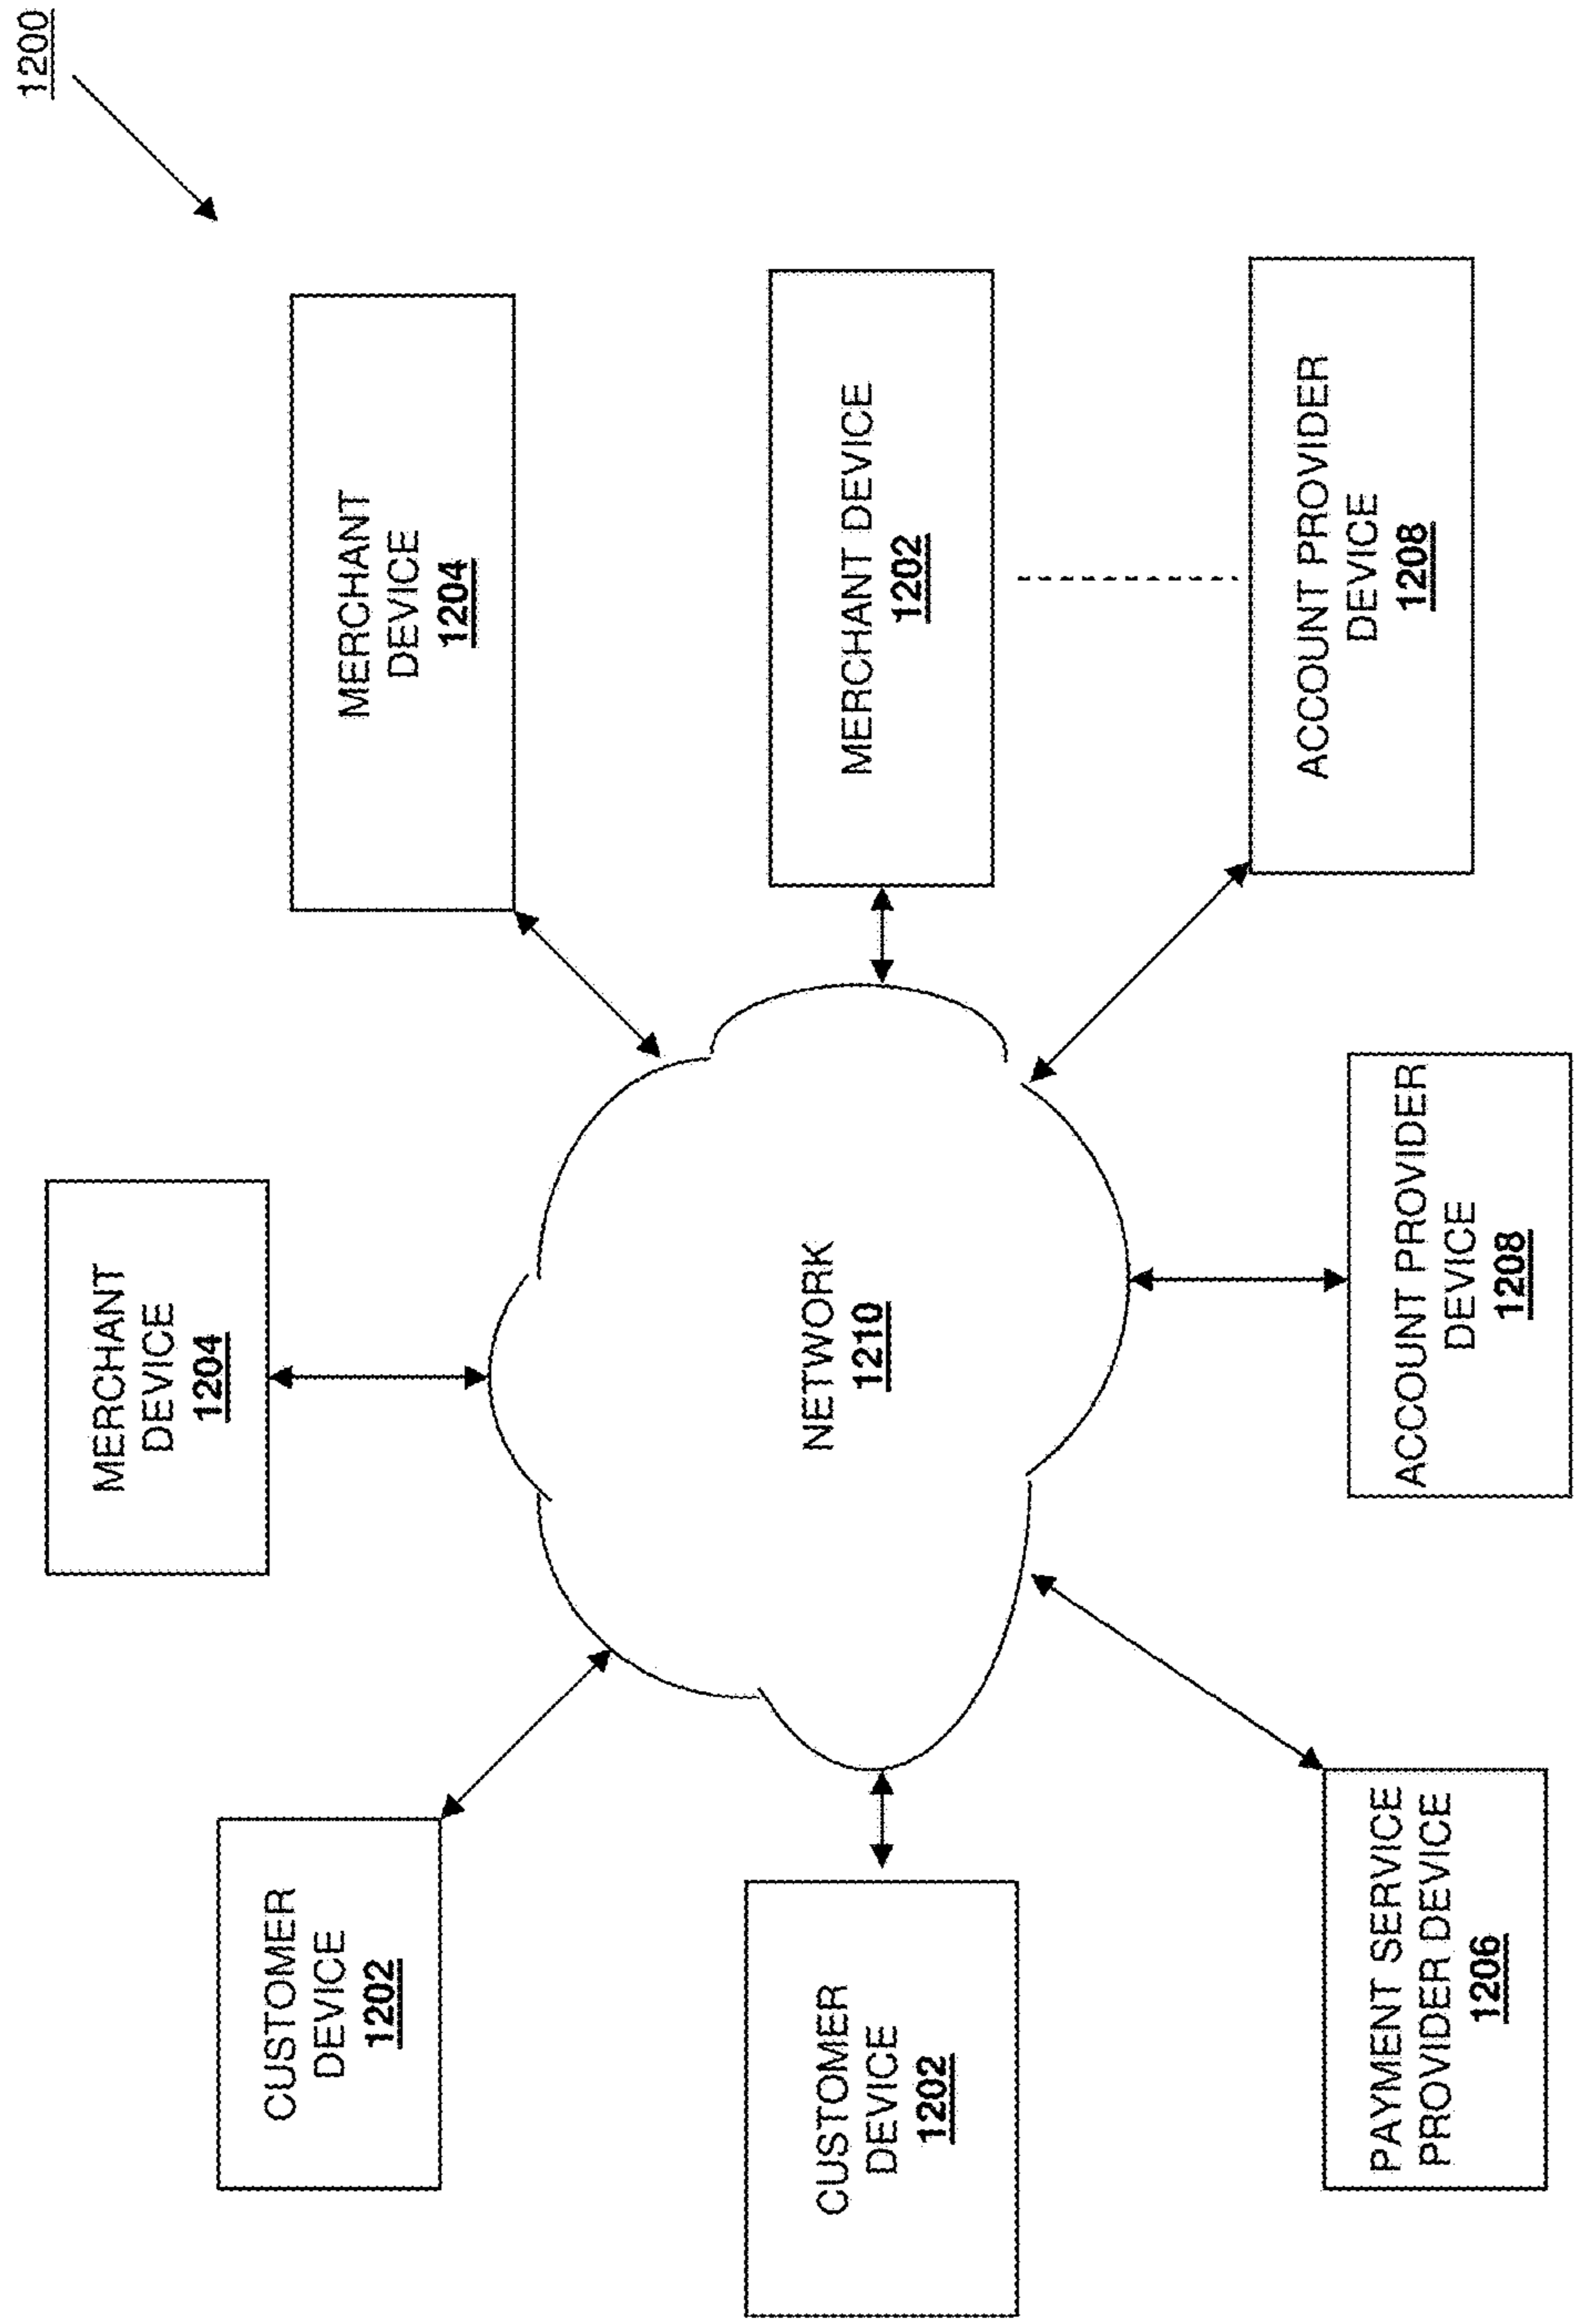 1200
MERCHANT
DEVICE
1204
CUSTOMER
DEVICE
1202
MERCHANT
DEVICE
1204
CUSTOMER
DEVICE
1202
NETWORK
1210
MERCHANT DEVICE
1202
PAYMENT SERVICE
PROVIDER DEVICE
1206
ACCOUNT PROVIDER
DEVICE
1208
ACCOUNT PROVIDER
DEVICE
1208